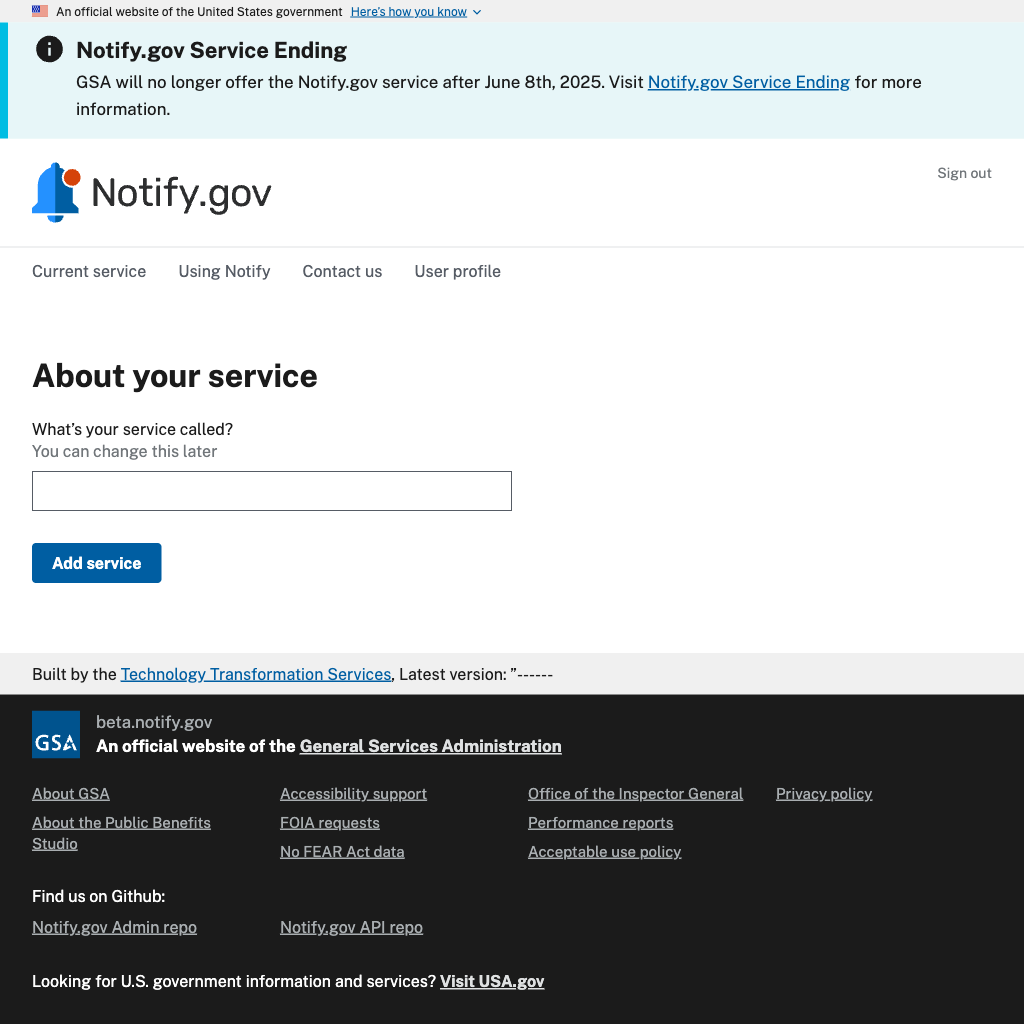 An official website of the United States government Here's how you know
Notify.gov Service Ending
GSA will no longer offer the Notify.gov service after June 8th, 2025. Visit Notify.gov Service Ending for more
information.
Notify.gov
Sign out
Current service Using Notify Contact us User profile
About your service
What’s your service called?
You can change this later
Add service
Built by the Technology Transformation Services, Latest version: ”------
GSA
beta.notify.gov
An official website of the General Services Administration
About GSA Accessibility support Office of the Inspector General Privacy policy
About the Public Benefits
Studio
FOIA requests Performance reports
No FEAR Act data Acceptable use policy
Find us on Github:
Notify.gov Admin repo Notify.gov API repo
Looking for U.S. government information and services? Visit USA.gov